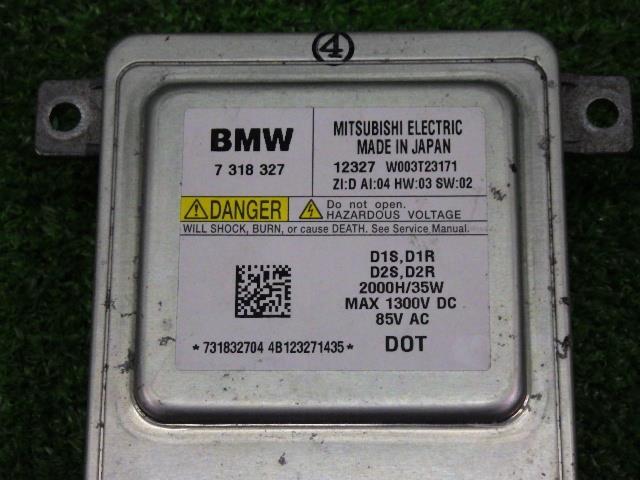 ④
BMW
7 318 327
MITSUBISHI ELECTRIC
MADE IN JAPAN
12327 W003T23171
ZI:D AI:04 HW:03 SW:02
DANGER
Do not open.
HAZARDOUS VOLTAGE
WILL SHOCK, BURN, or cause DEATH. See Service Manual.
D1S,D1R
D2S,D2R
2000H/35W
MAX 1300V DC
85V AC
*731832704 4B123271435*
DOT